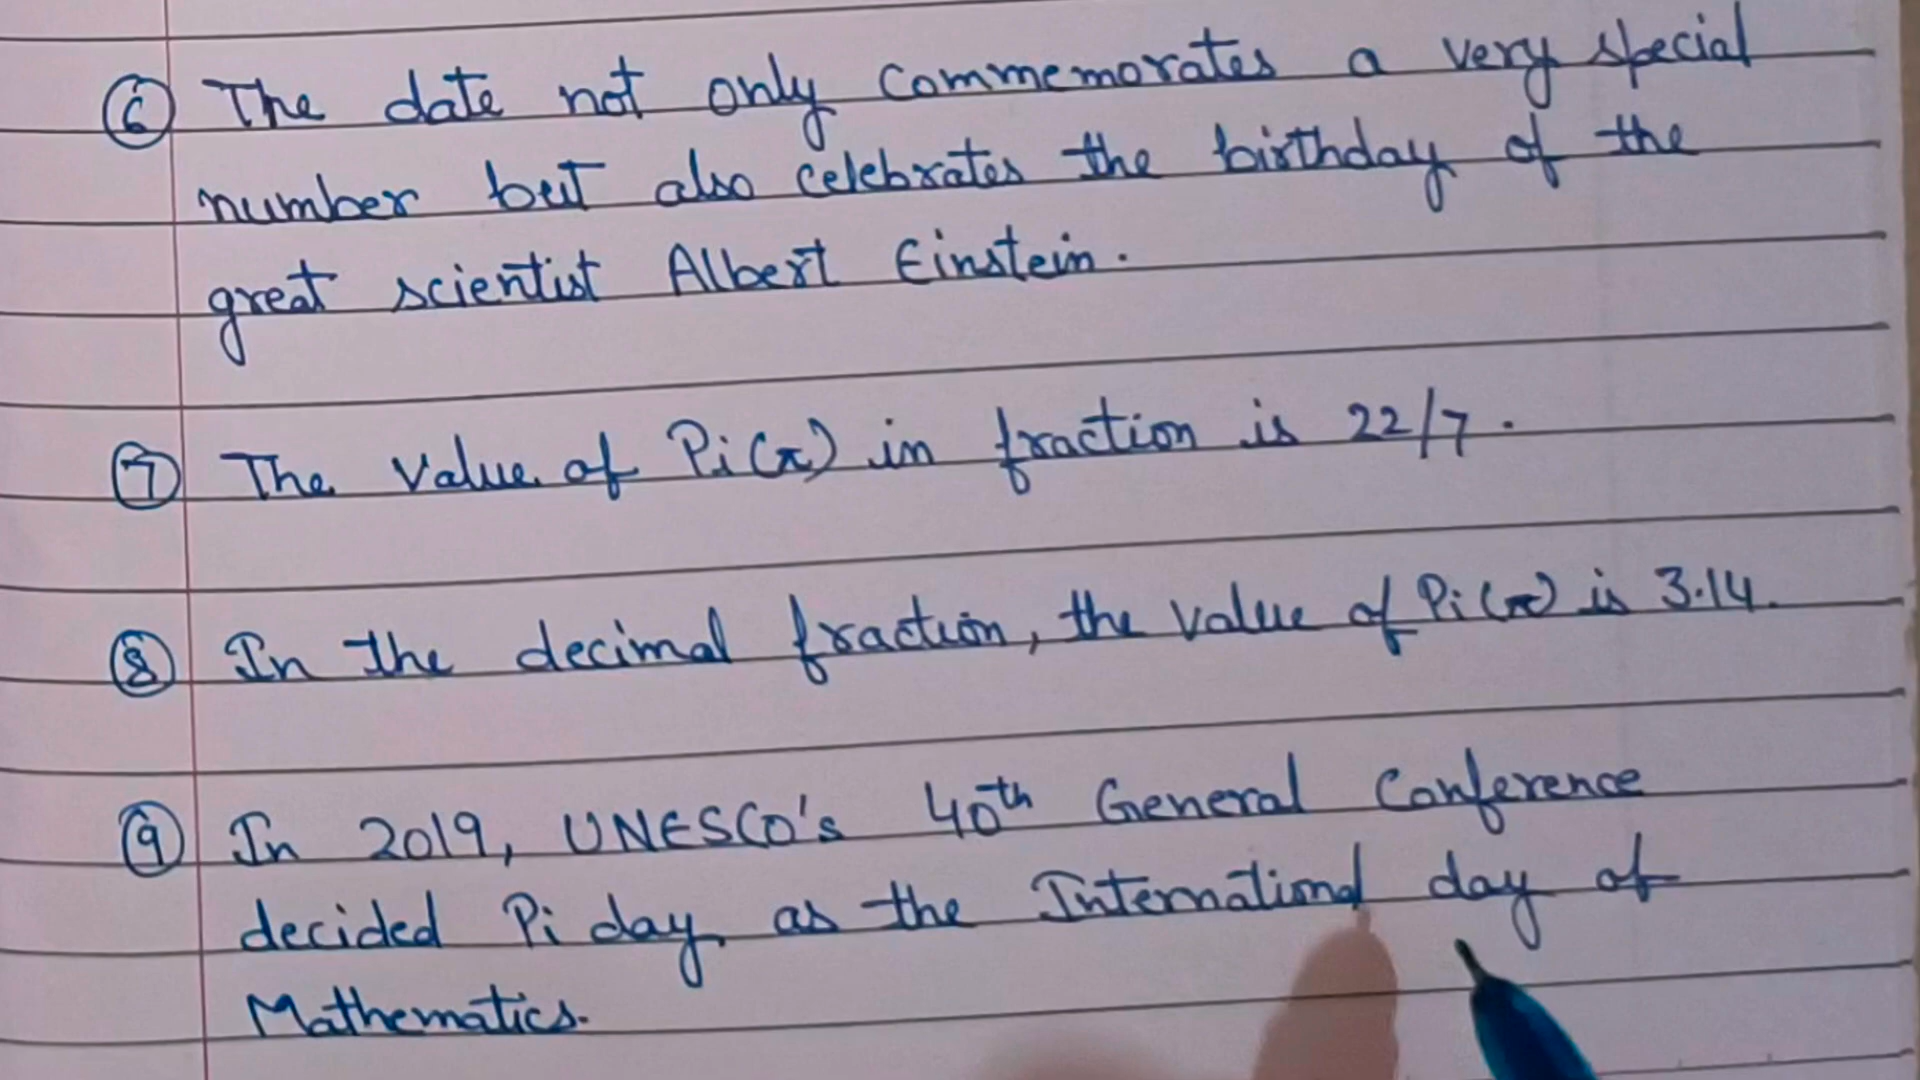 ⑥ The date not only commemorates a very special
number but also celebrates the birthday of the
great scientist Albert Einstein.
⑦ The value of Pi(π) in fraction is 22/7.
⑧ In the decimal fraction, the value of Pi(π) is 3.14.
⑨ In 2019, UNESCO's 40th General Conference
decided Pi day as the International day of
Mathematics.